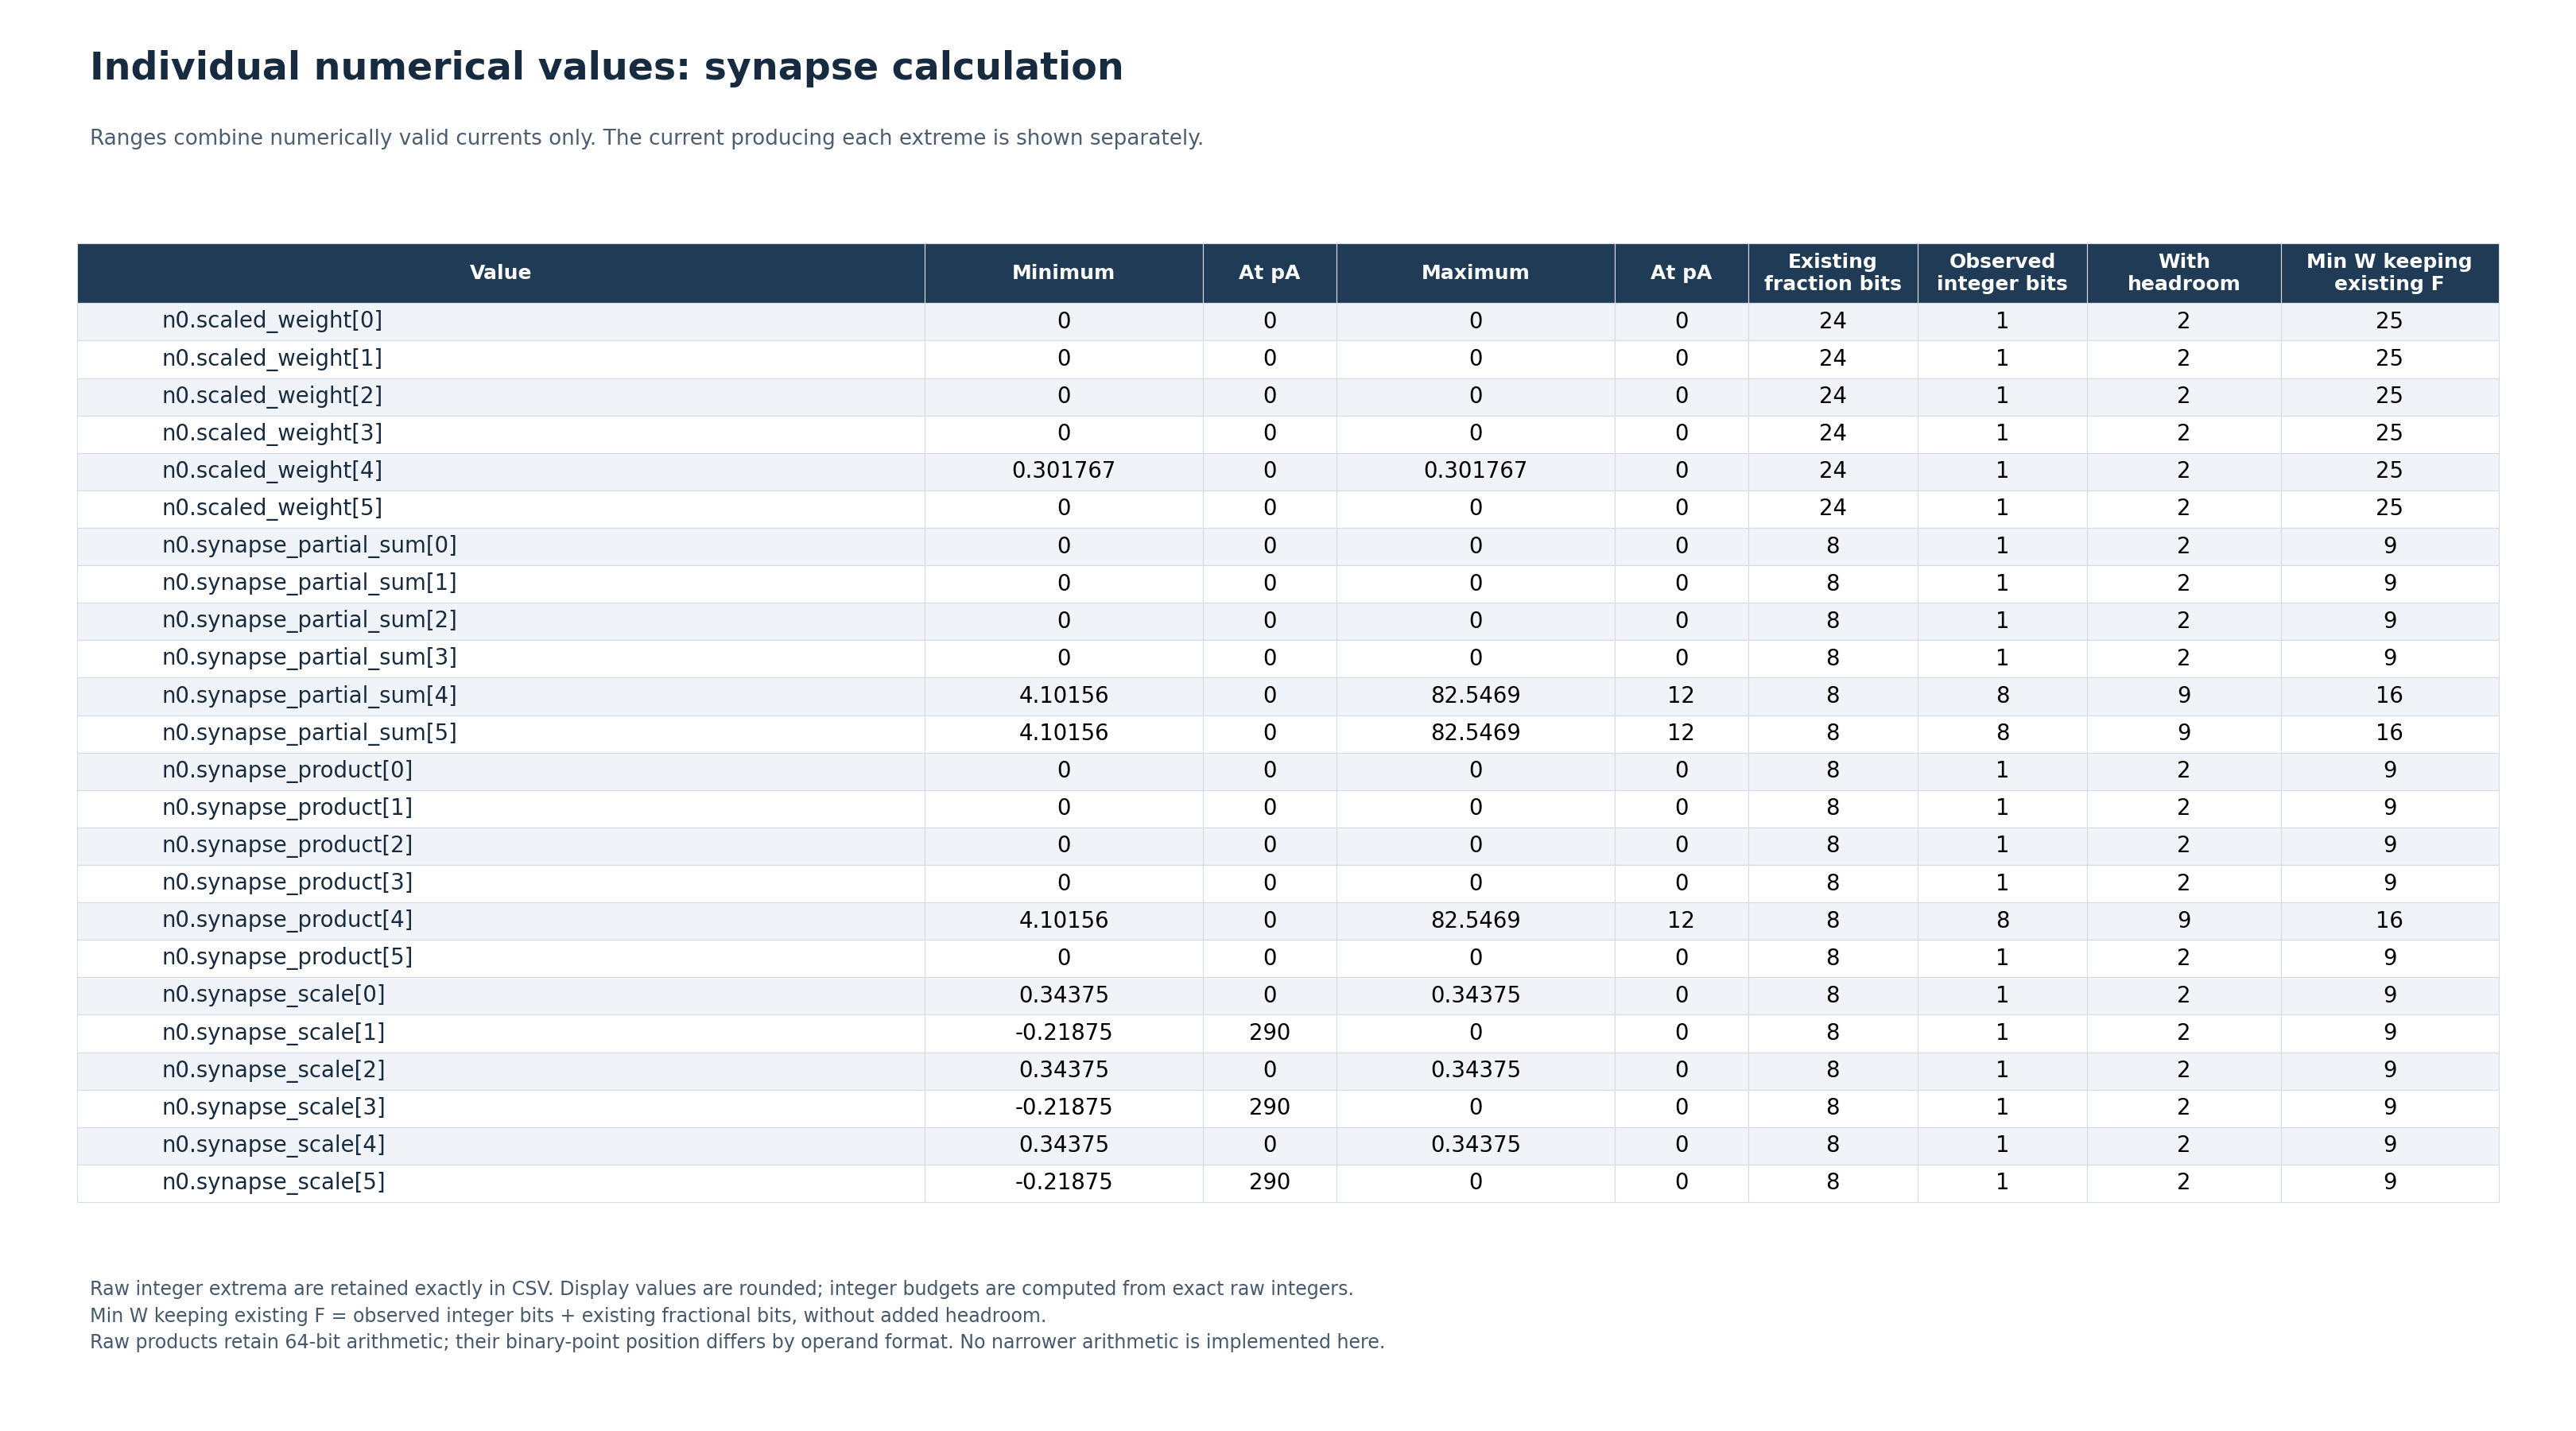 Individual numerical values: synapse calculation
Ranges combine numerically valid currents only. The current producing each extreme is shown separately.
Value Minimum At pA Maximum At pA Existing fraction bits Observed integer bits With headroom Min W keeping existing F
n0.scaled_weight[0] 0 0 0 0 24 1 2 25
n0.scaled_weight[1] 0 0 0 0 24 1 2 25
n0.scaled_weight[2] 0 0 0 0 24 1 2 25
n0.scaled_weight[3] 0 0 0 0 24 1 2 25
n0.scaled_weight[4] 0.301767 0 0.301767 0 24 1 2 25
n0.scaled_weight[5] 0 0 0 0 24 1 2 25
n0.synapse_partial_sum[0] 0 0 0 0 8 1 2 9
n0.synapse_partial_sum[1] 0 0 0 0 8 1 2 9
n0.synapse_partial_sum[2] 0 0 0 0 8 1 2 9
n0.synapse_partial_sum[3] 0 0 0 0 8 1 2 9
n0.synapse_partial_sum[4] 4.10156 0 82.5469 12 8 8 9 16
n0.synapse_partial_sum[5] 4.10156 0 82.5469 12 8 8 9 16
n0.synapse_product[0] 0 0 0 0 8 1 2 9
n0.synapse_product[1] 0 0 0 0 8 1 2 9
n0.synapse_product[2] 0 0 0 0 8 1 2 9
n0.synapse_product[3] 0 0 0 0 8 1 2 9
n0.synapse_product[4] 4.10156 0 82.5469 12 8 8 9 16
n0.synapse_product[5] 0 0 0 0 8 1 2 9
n0.synapse_scale[0] 0.34375 0 0.34375 0 8 1 2 9
n0.synapse_scale[1] -0.21875 290 0 0 8 1 2 9
n0.synapse_scale[2] 0.34375 0 0.34375 0 8 1 2 9
n0.synapse_scale[3] -0.21875 290 0 0 8 1 2 9
n0.synapse_scale[4] 0.34375 0 0.34375 0 8 1 2 9
n0.synapse_scale[5] -0.21875 290 0 0 8 1 2 9
Raw integer extrema are retained exactly in CSV. Display values are rounded; integer budgets are computed from exact raw integers.
Min W keeping existing F = observed integer bits + existing fractional bits, without added headroom.
Raw products retain 64-bit arithmetic; their binary-point position differs by operand format. No narrower arithmetic is implemented here.